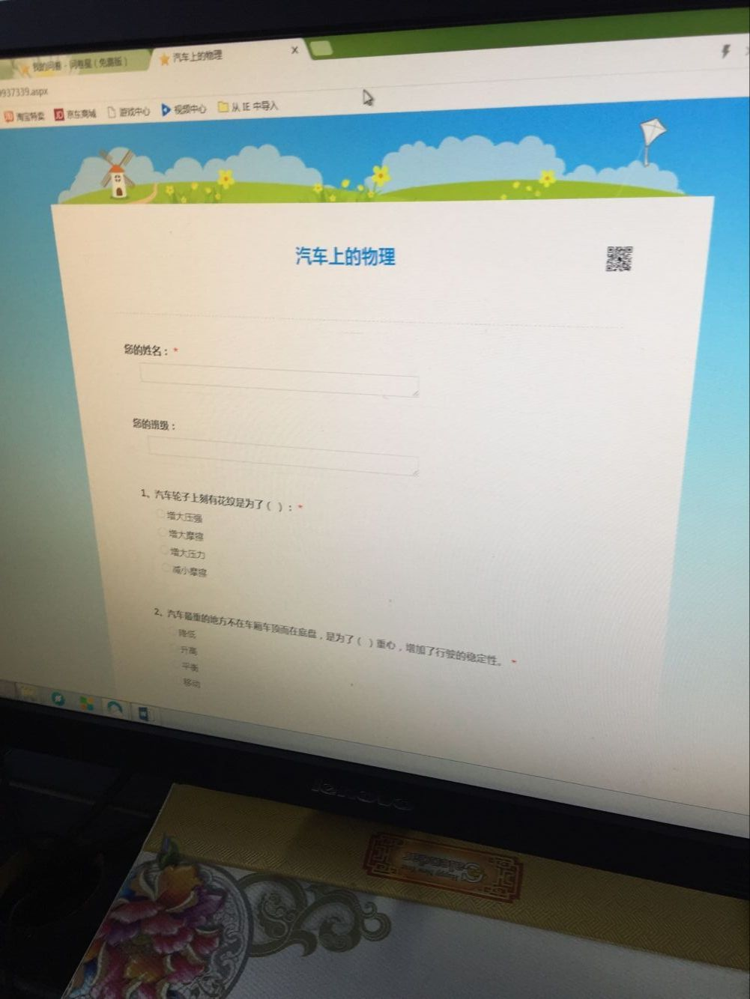 我的问卷 - 问卷星（免费版）
汽车上的物理
9937339.aspx
淘宝特卖
京东商城
游戏中心
视频中心
从 IE 中导入
汽车上的物理
您的姓名：*
您的班级：
1、汽车轮子上刻有花纹是为了（ ）：*
增大压强
增大摩擦
增大压力
减小摩擦
2、汽车最重的地方不在车厢车顶而在底盘，是为了（ ）重心，增加了行驶的稳定性。*
降低
升高
平衡
移动
lenovo
Calendar